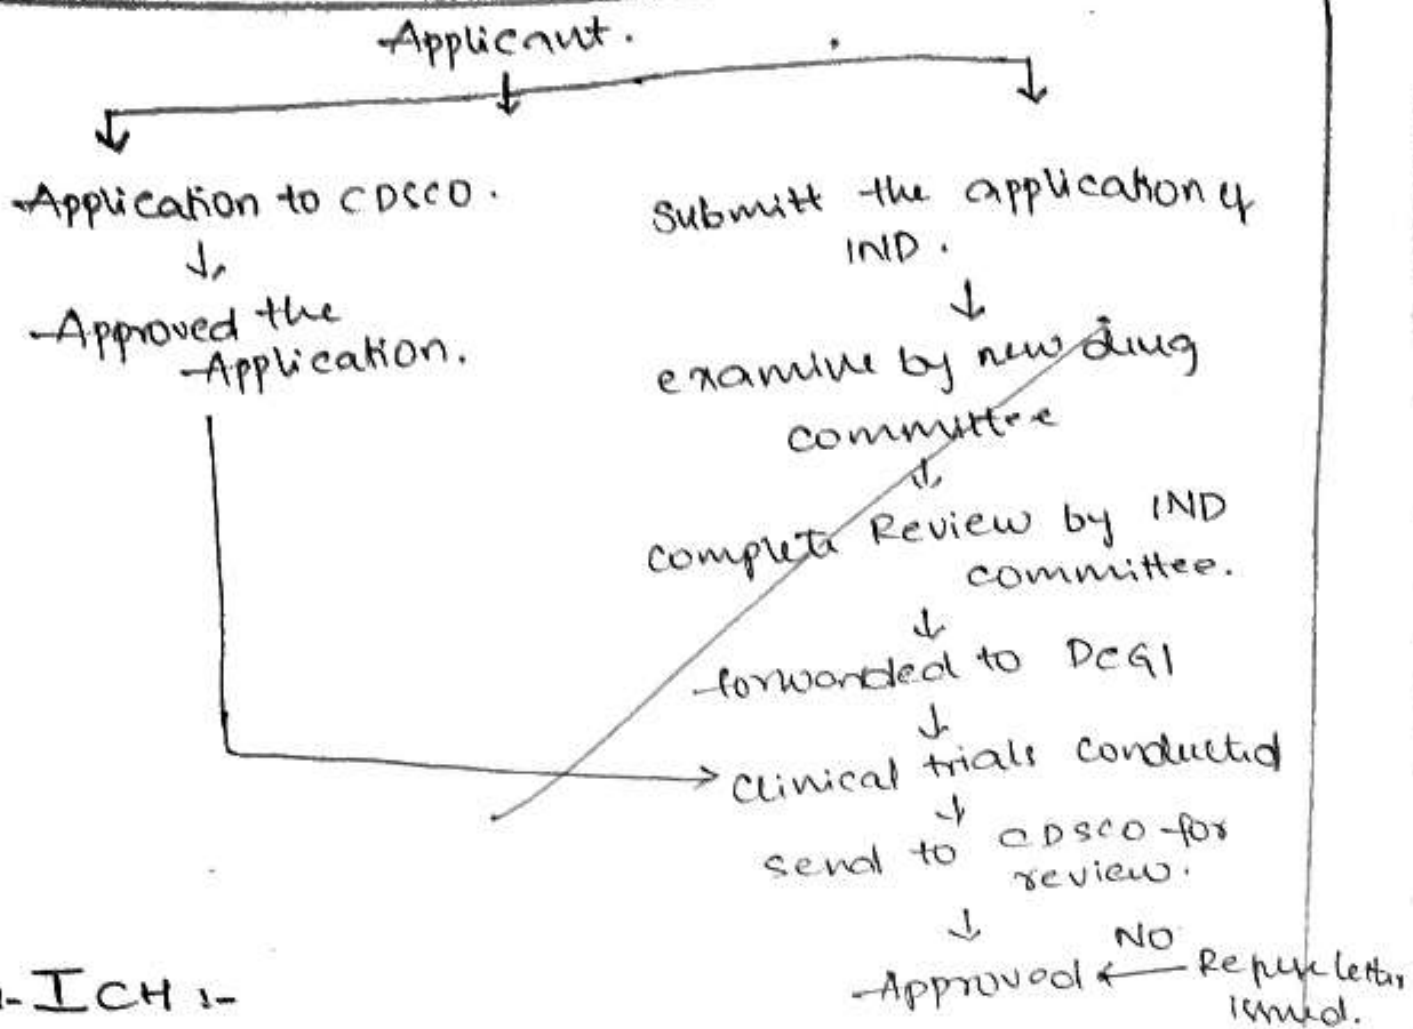 Applicant.
Application to CDSCO.
Approved the
Application.
Submitt the application of
IND.
examine by new drug
committee
complete Review by IND
committee.
forwarded to DCGI
clinical trials conducted
send to CDSCO for
review.
Approved NO letter
issued.
- ICH :-